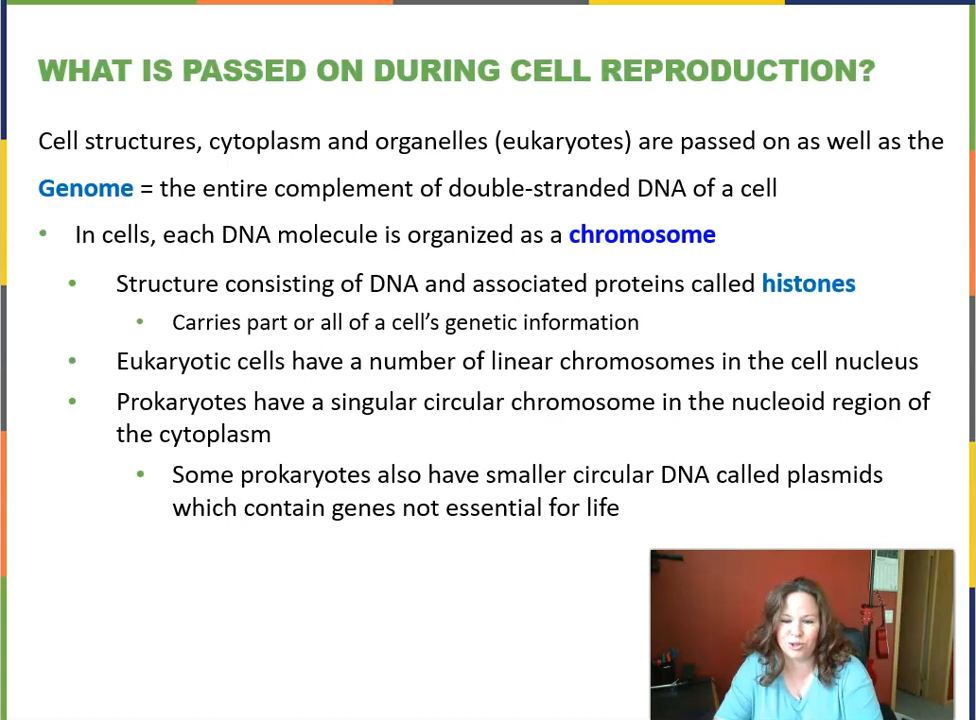 WHAT IS PASSED ON DURING CELL REPRODUCTION?
Cell structures, cytoplasm and organelles (eukaryotes) are passed on as well as the
Genome = the entire complement of double-stranded DNA of a cell
• In cells, each DNA molecule is organized as a chromosome
• Structure consisting of DNA and associated proteins called histones
• Carries part or all of a cell's genetic information
• Eukaryotic cells have a number of linear chromosomes in the cell nucleus
• Prokaryotes have a singular circular chromosome in the nucleoid region of
the cytoplasm
• Some prokaryotes also have smaller circular DNA called plasmids
which contain genes not essential for life